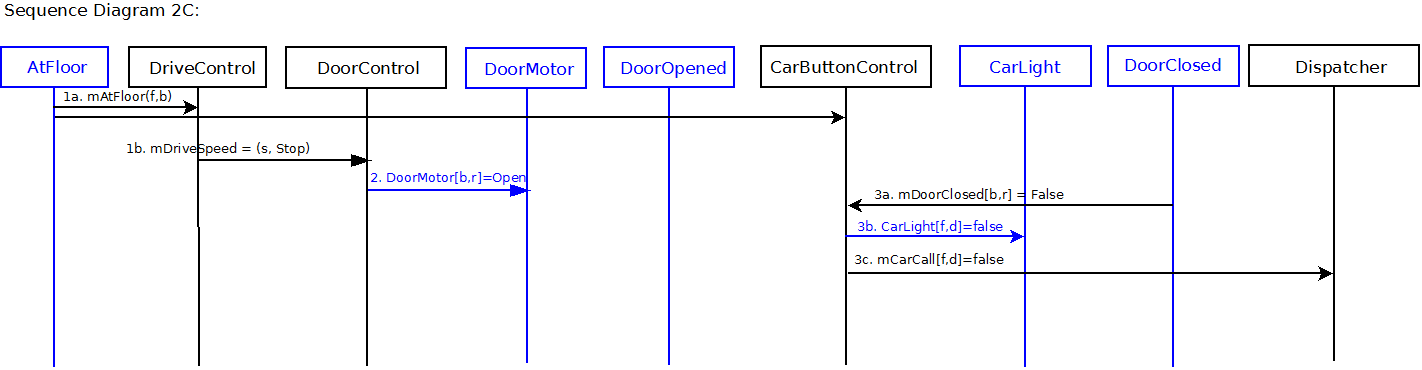 Sequence Diagram 2C:
AtFloor
DriveControl
DoorControl
DoorMotor
DoorOpened
CarButtonControl
CarLight
DoorClosed
Dispatcher
1a. mAtFloor(f,b)
1b. mDriveSpeed = (s, Stop)
2. DoorMotor[b,r]=Open
3a. mDoorClosed[b,r] = False
3b. CarLight[f,d]=false
3c. mCarCall[f,d]=false